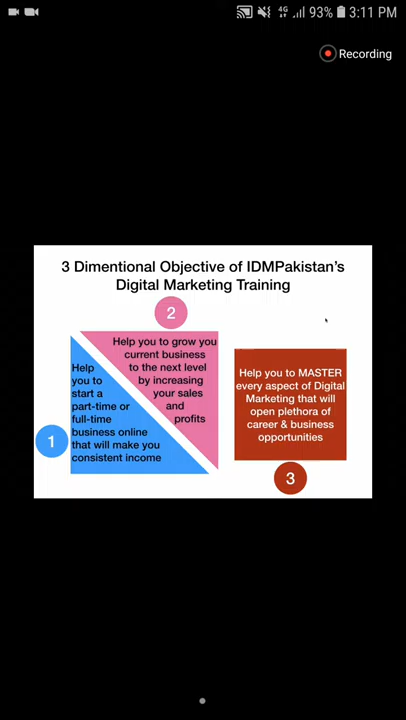 4G 93% 3:11 PM
Recording
3 Dimentional Objective of IDMPakistan's
Digital Marketing Training
2
Help you to grow you
current business
to the next level
by increasing
your sales
and
profits
Help
you to
start a
part-time or
full-time
business online
that will make you
consistent income
1
Help you to MASTER
every aspect of Digital
Marketing that will
open plethora of
career & business
opportunities
3